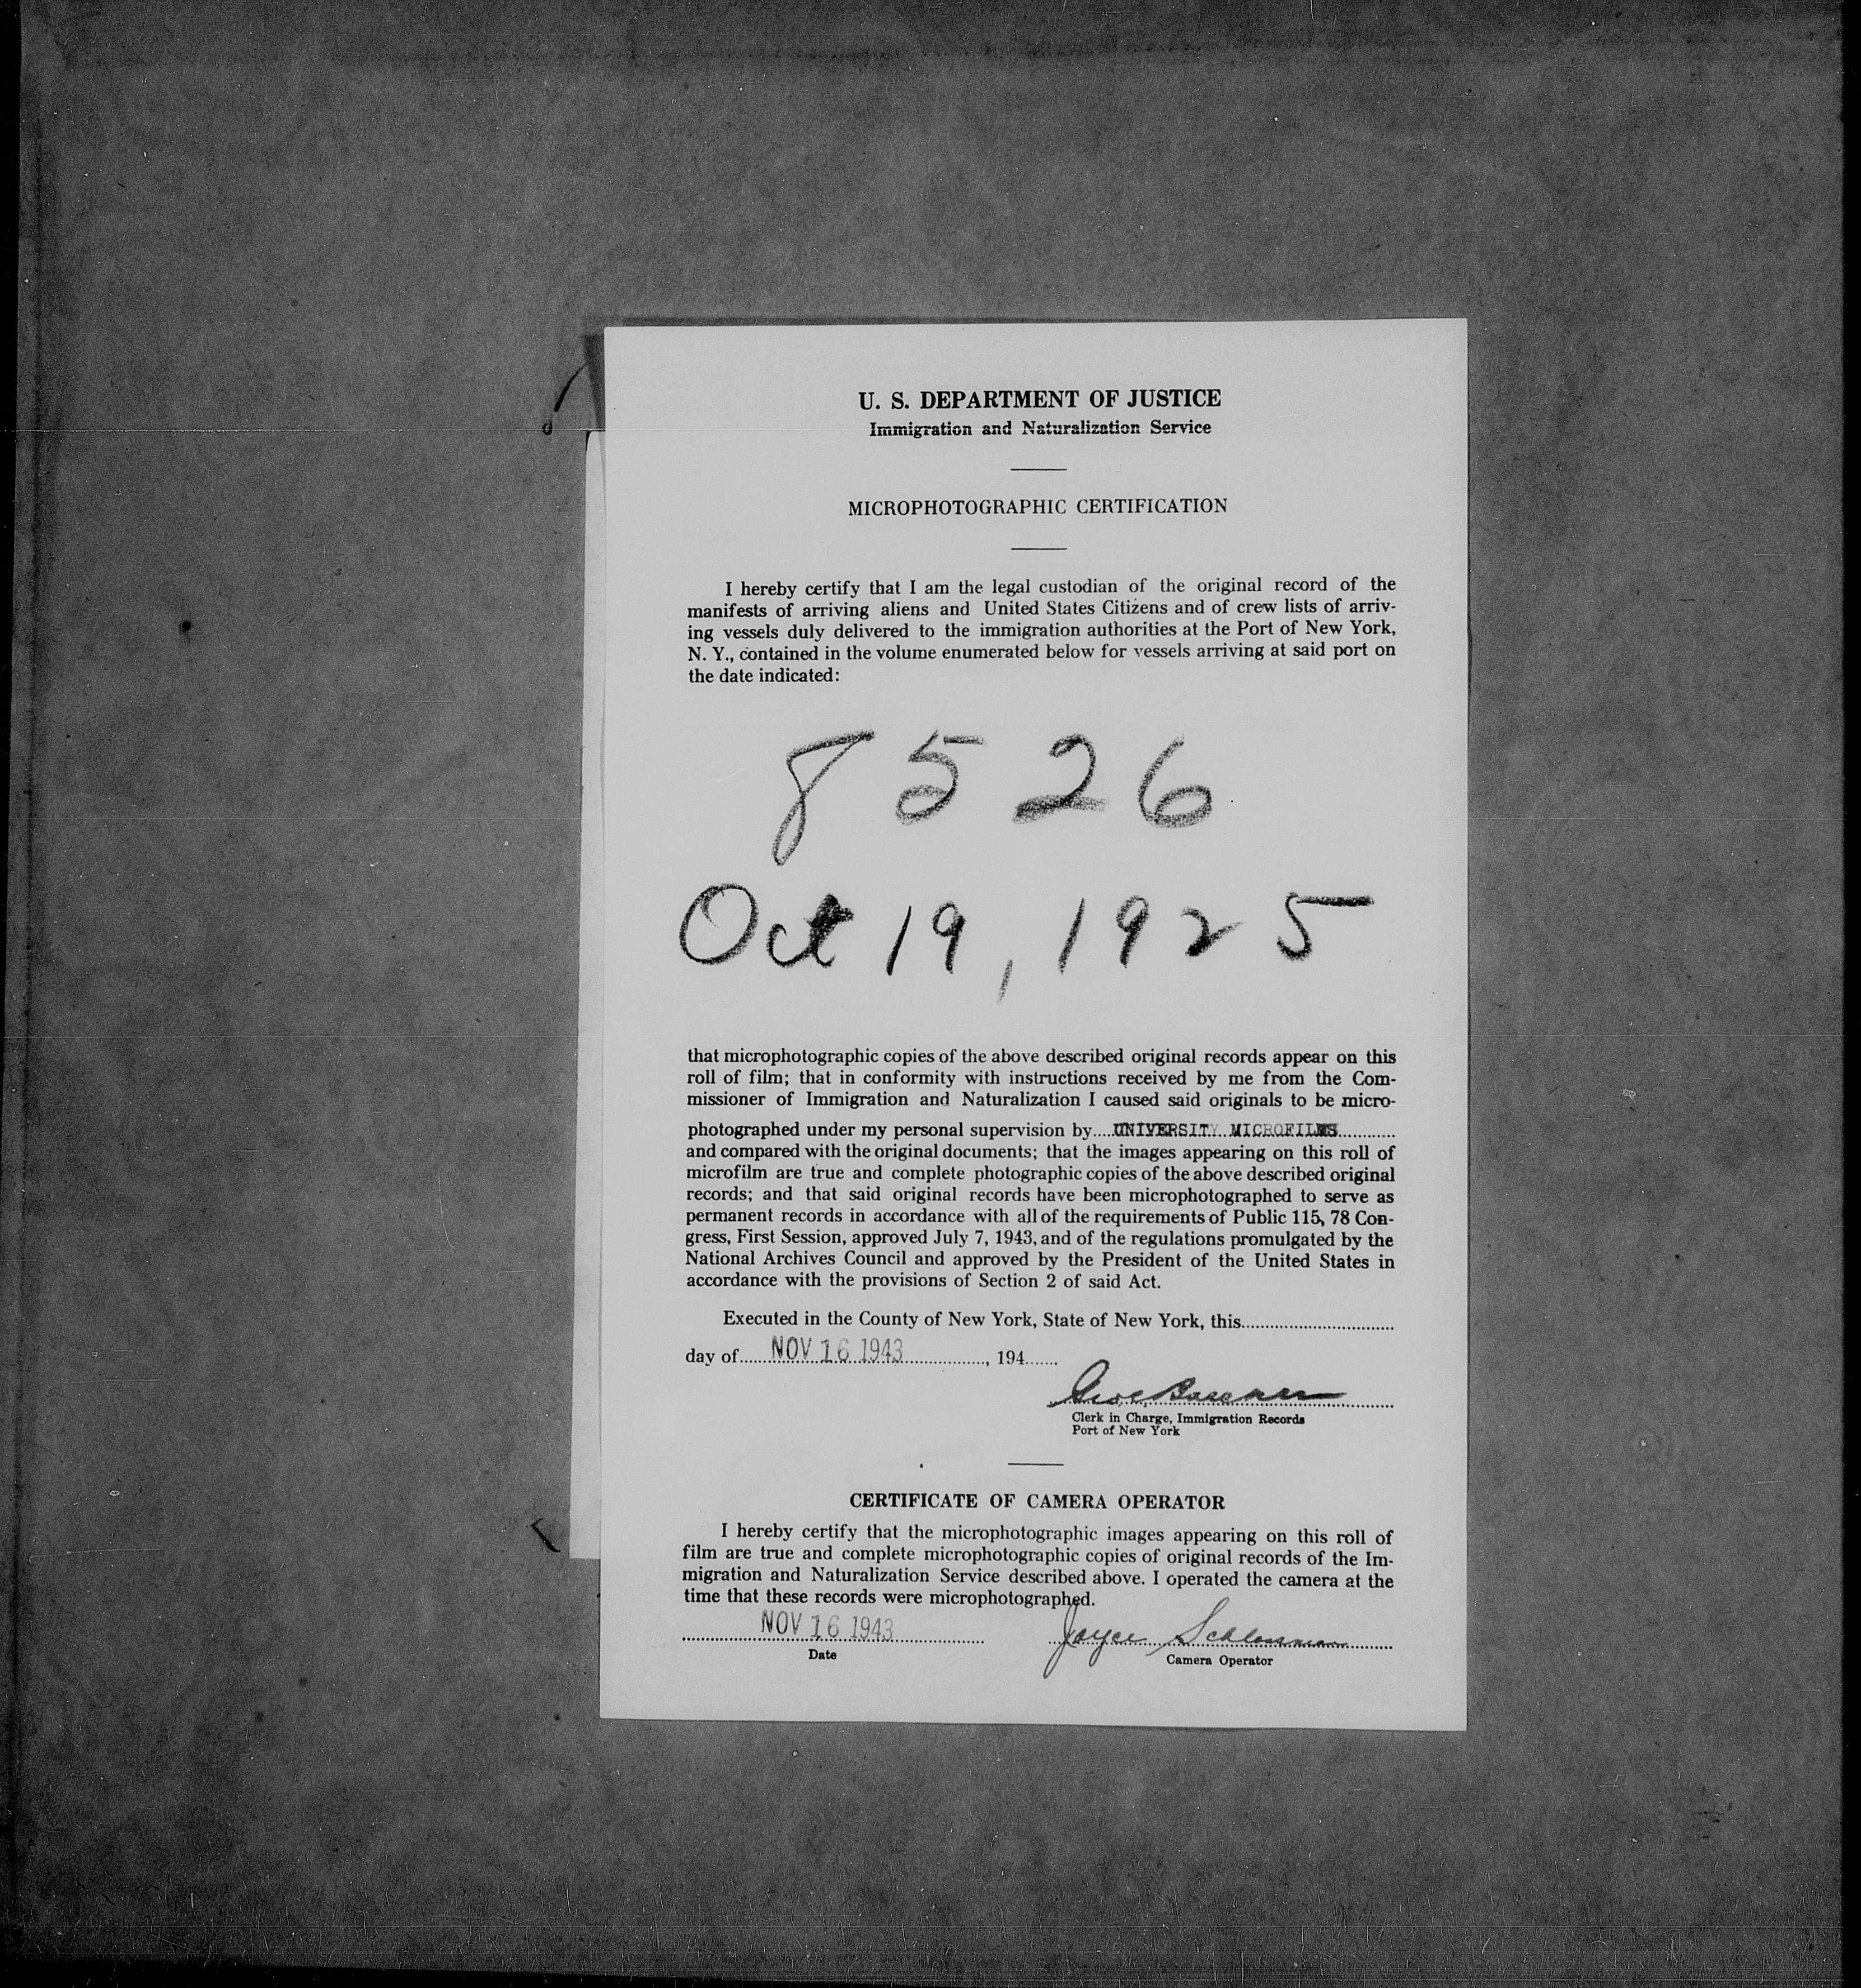 U. S. DEPARTMENT OF JUSTICE
Immigration and Naturalization Service
MICROPHOTOGRAPHIC CERTIFICATION
I hereby certify that I am the legal custodian of the original record of the
manifests of arriving aliens and United States Citizens and of crew lists of arriv-
ing vessels duly delivered to the immigration authorities at the Port of New York,
N. Y., contained in the volume enumerated below for vessels arriving at said port on
the date indicated:
8526
Oct 19, 1925
that microphotographic copies of the above described original records appear on this
roll of film; that in conformity with instructions received by me from the Com-
missioner of Immigration and Naturalization I caused said originals to be micro-
photographed under my personal supervision by UNIVERSITY MICROFILMS
and compared with the original documents; that the images appearing on this roll of
microfilm are true and complete photographic copies of the above described original
records; and that said original records have been microphotographed to serve as
permanent records in accordance with all of the requirements of Public 115, 78 Con-
gress, First Session, approved July 7, 1943, and of the regulations promulgated by the
National Archives Council and approved by the President of the United States in
accordance with the provisions of Section 2 of said Act.
Executed in the County of New York, State of New York, this
day of NOV 16 1943, 194
Clerk in Charge, Immigration Records
Port of New York
CERTIFICATE OF CAMERA OPERATOR
I hereby certify that the microphotographic images appearing on this roll of
film are true and complete microphotographic copies of original records of the Im-
migration and Naturalization Service described above. I operated the camera at the
time that these records were microphotographed.
NOV 16 1943 Joyce
Date Camera Operator